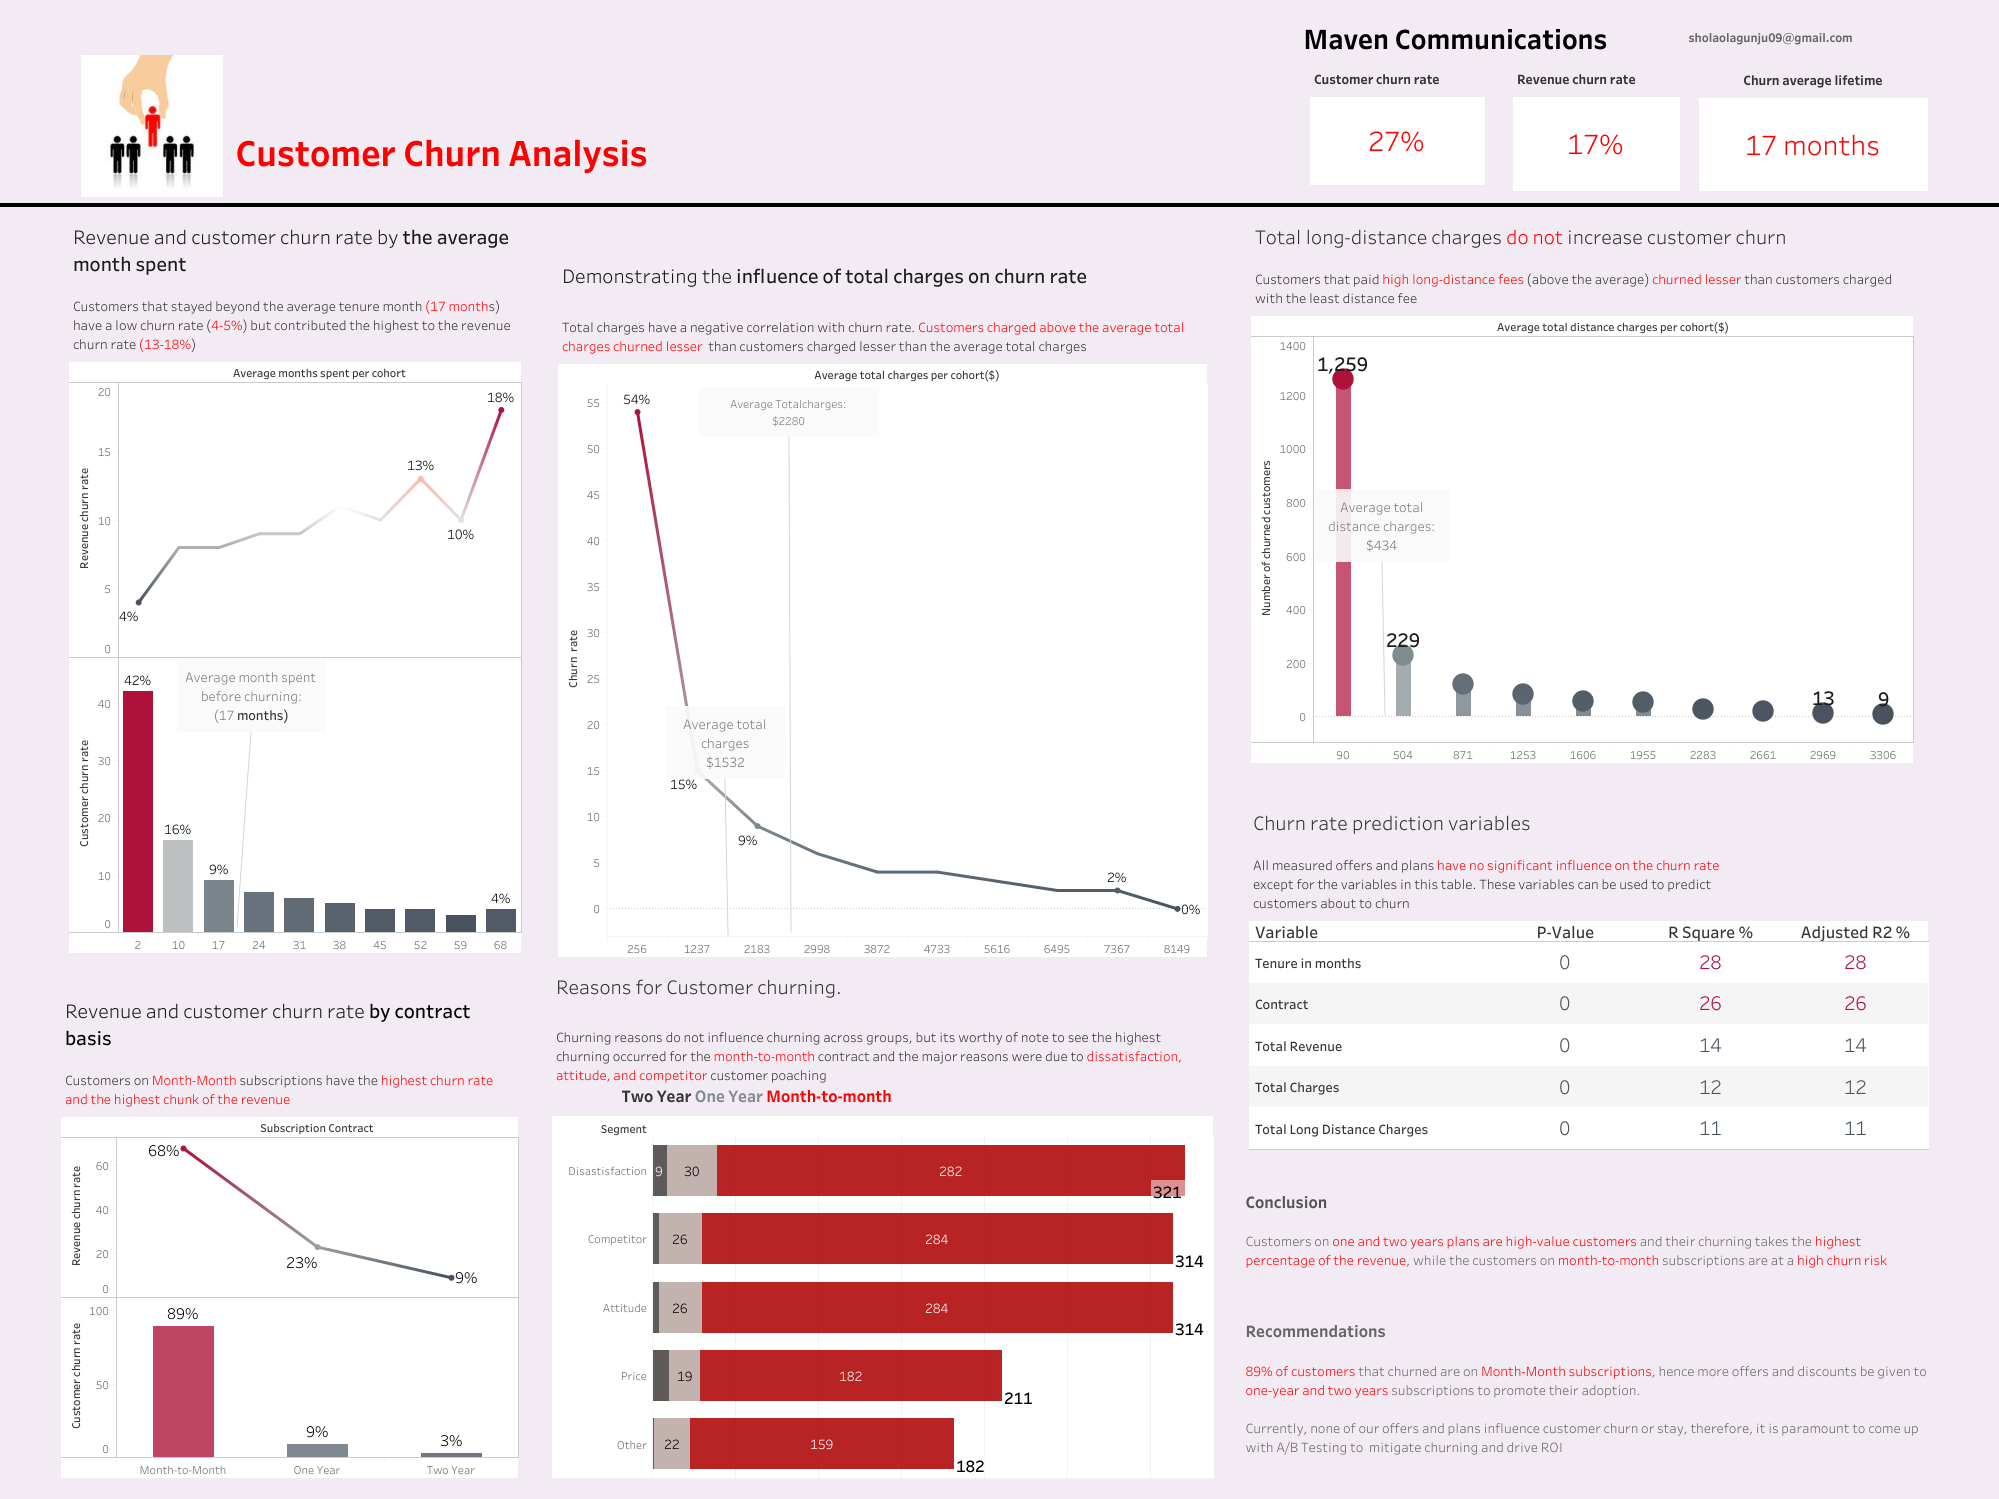 Maven Communications
sholaolagunju09@gmail.com
Customer churn rate
Revenue churn rate
Churn average lifetime
27%
17%
17 months
Customer Churn Analysis
Revenue and customer churn rate by the average
month spent
Customers that stayed beyond the average tenure month (17 months)
have a low churn rate (4-5%) but contributed the highest to the revenue
churn rate (13-18%)
Average months spent per cohort
Revenue churn rate
20
15
10
5
0
4%
13%
10%
18%
Customer churn rate
40
30
20
10
0
42%
16%
9%
4%
Average month spent
before churning:
(17 months)
2 10 17 24 31 38 45 52 59 68
Revenue and customer churn rate by contract
basis
Customers on Month-Month subscriptions have the highest churn rate
and the highest chunk of the revenue
Subscription Contract
Revenue churn rate
60
40
20
0
68%
23%
9%
Customer churn rate
100
50
0
89%
9%
3%
Month-to-Month One Year Two Year
Demonstrating the influence of total charges on churn rate
Total charges have a negative correlation with churn rate. Customers charged above the average total
charges churned lesser than customers charged lesser than the average total charges
Average total charges per cohort($)
Churn rate
55
50
45
40
35
30
25
20
15
10
5
0
54%
15%
9%
2%
0%
Average Totalcharges:
$2280
Average total
charges
$1532
256 1237 2183 2998 3872 4733 5616 6495 7367 8149
Reasons for Customer churning.
Churning reasons do not influence churning across groups, but its worthy of note to see the highest
churning occurred for the month-to-month contract and the major reasons were due to dissatisfaction,
attitude, and competitor customer poaching
Two Year One Year Month-to-month
Segment
Disastisfaction 9 30 282 321
Competitor 26 284 314
Attitude 26 284 314
Price 19 182 211
Other 22 159 182
Total long-distance charges do not increase customer churn
Customers that paid high long-distance fees (above the average) churned lesser than customers charged
with the least distance fee
Average total distance charges per cohort($)
Number of churned customers
1400
1200
1000
800
600
400
200
0
1,259
229
13
9
Average total
distance charges:
$434
90 504 871 1253 1606 1955 2283 2661 2969 3306
Churn rate prediction variables
All measured offers and plans have no significant influence on the churn rate
except for the variables in this table. These variables can be used to predict
customers about to churn
Variable P-Value R Square % Adjusted R2 %
Tenure in months 0 28 28
Contract 0 26 26
Total Revenue 0 14 14
Total Charges 0 12 12
Total Long Distance Charges 0 11 11
Conclusion
Customers on one and two years plans are high-value customers and their churning takes the highest
percentage of the revenue, while the customers on month-to-month subscriptions are at a high churn risk
Recommendations
89% of customers that churned are on Month-Month subscriptions, hence more offers and discounts be given to
one-year and two years subscriptions to promote their adoption.
Currently, none of our offers and plans influence customer churn or stay, therefore, it is paramount to come up
with A/B Testing to mitigate churning and drive ROI